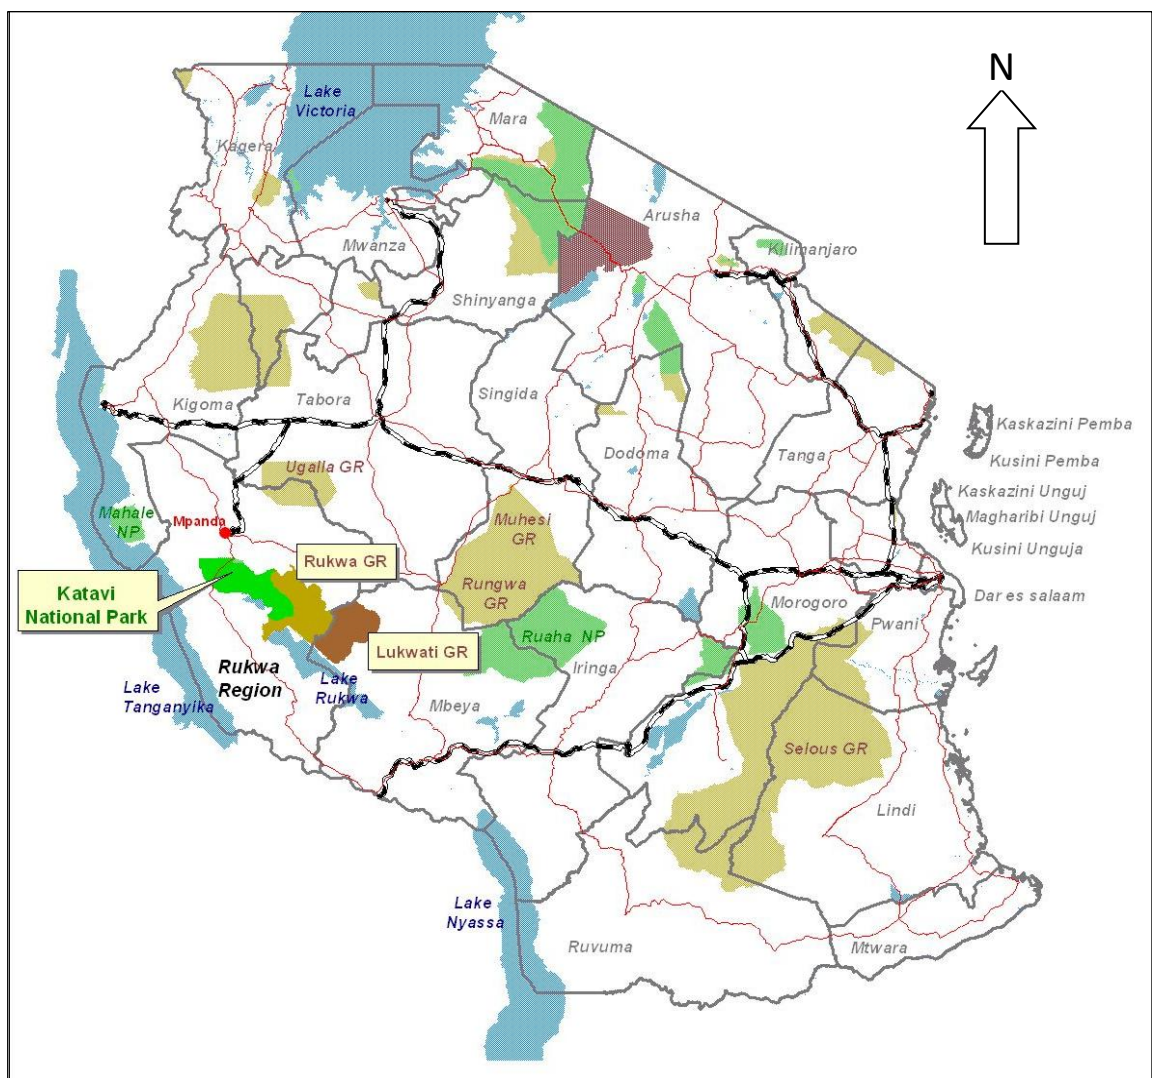 N
Lake
Victoria
Mara
Kagera
Arusha
Kilimanjaro
Mwanza
Shinyanga
Kigoma
Tabora
Singida
Dodoma
Tanga
Kaskazini Pemba
Kusini Pemba
Ugalla GR
Kaskazini Unguj
Magharibi Unguj
Kusini Unguja
Mahale
NP
Mpanda
Muhesi
GR
Rukwa GR
Rungwa
GR
Katavi
National Park
Morogoro
Dar es salaam
Pwani
Ruaha NP
Lukwati GR
Iringa
Rukwa
Region
Lake
Rukwa
Lake
Tanganyika
Mbeya
Selous GR
Lindi
Lake
Nyassa
Ruvuma
Mtwara